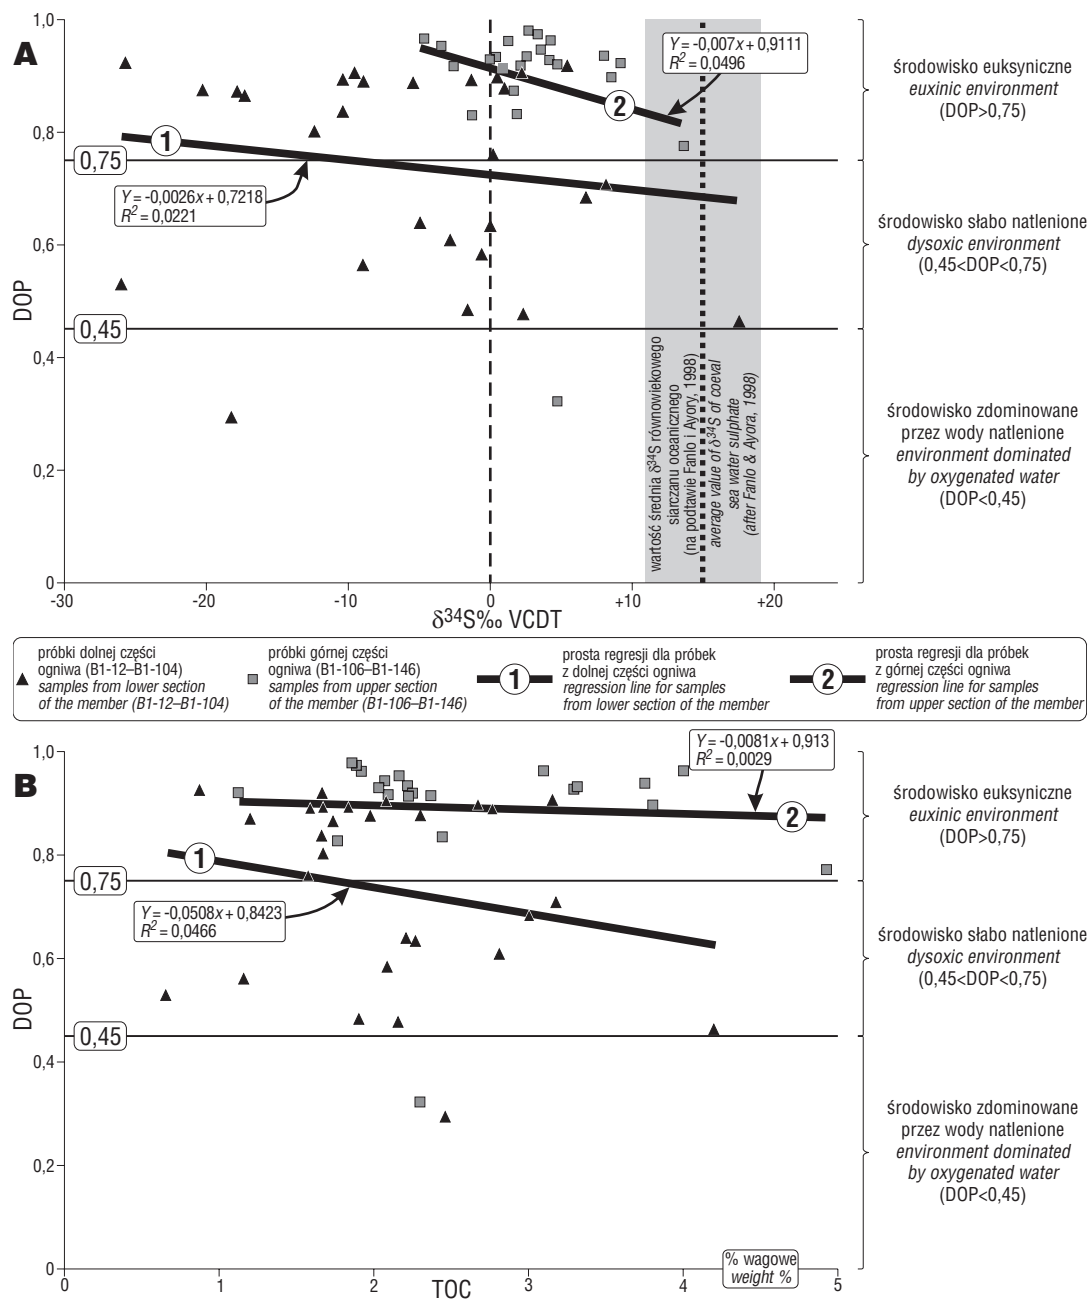 A
1,0
0,8
0,6
0,4
0,2
0
DOP
0,75
0,45
Y = -0,007x + 0,9111
R² = 0,0496
2
1
Y = -0,0026x + 0,7218
R² = 0,0221
wartość średnia δ³⁴S równowiekowego
siarczanu oceanicznego
(na podtawie Fanlo i Ayory, 1998)
average value of δ³⁴S of coeval
sea water sulphate
(after Fanlo & Ayora, 1998)
-30
-20
-10
0
+10
+20
δ³⁴S‰ VCDT
środowisko euksyniczne
euxinic environment
(DOP>0,75)
środowisko słabo natlenione
dysoxic environment
(0,45<DOP<0,75)
środowisko zdominowane
przez wody natlenione
environment dominated
by oxygenated water
(DOP<0,45)
próbki dolnej części
ogniwa (B1-12–B1-104)
samples from lower section
of the member (B1-12–B1-104)
próbki górnej części
ogniwa (B1-106–B1-146)
samples from upper section
of the member (B1-106–B1-146)
1
prosta regresji dla próbek
z dolnej części ogniwa
regression line for samples
from lower section of the member
2
prosta regresji dla próbek
z górnej części ogniwa
regression line for samples
from upper section of the member
B
1,0
0,8
0,6
0,4
0,2
0
DOP
0,75
0,45
Y = -0,0081x + 0,913
R² = 0,0029
2
1
Y = -0,0508x + 0,8423
R² = 0,0466
% wagowe
weight %
0
1
2
3
4
5
TOC
środowisko euksyniczne
euxinic environment
(DOP>0,75)
środowisko słabo natlenione
dysoxic environment
(0,45<DOP<0,75)
środowisko zdominowane
przez wody natlenione
environment dominated
by oxygenated water
(DOP<0,45)